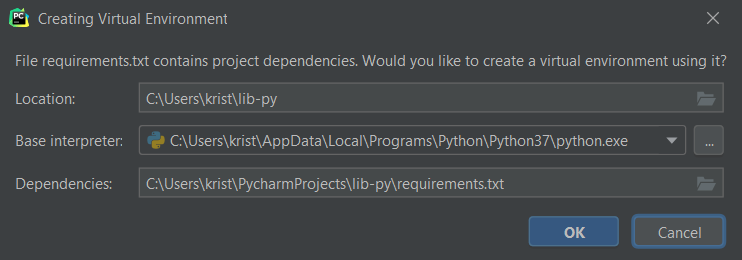 PC
Creating Virtual Environment
File requirements.txt contains project dependencies. Would you like to create a virtual environment using it?
Location: C:\Users\krist\lib-py
Base interpreter: C:\Users\krist\AppData\Local\Programs\Python\Python37\python.exe ...
Dependencies: C:\Users\krist\PycharmProjects\lib-py\requirements.txt
OK Cancel